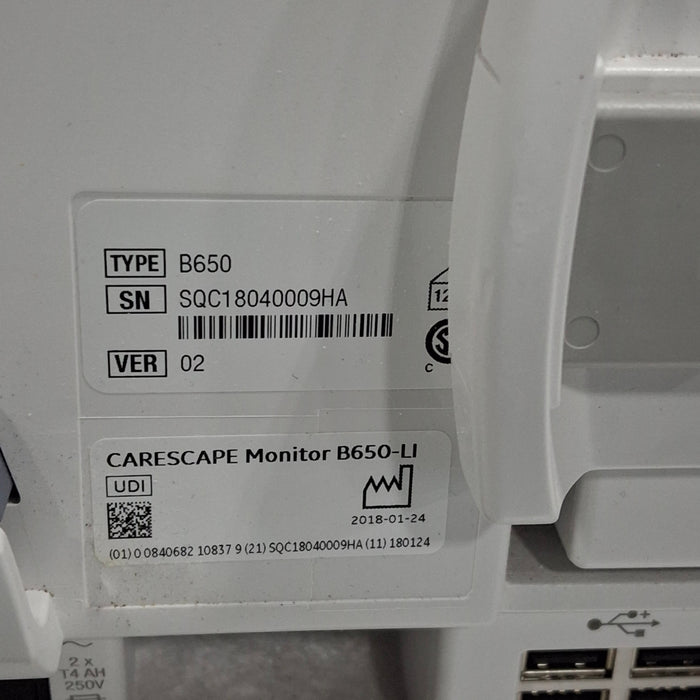 TYPE B650
SN SQC18040009HA
12
VER 02
C
CARESCAPE Monitor B650-LI
UDI
2018-01-24
(01) 0 0840682 10837 9 (21) SQC18040009HA (11) 180124
2 x
T4 AH
250V